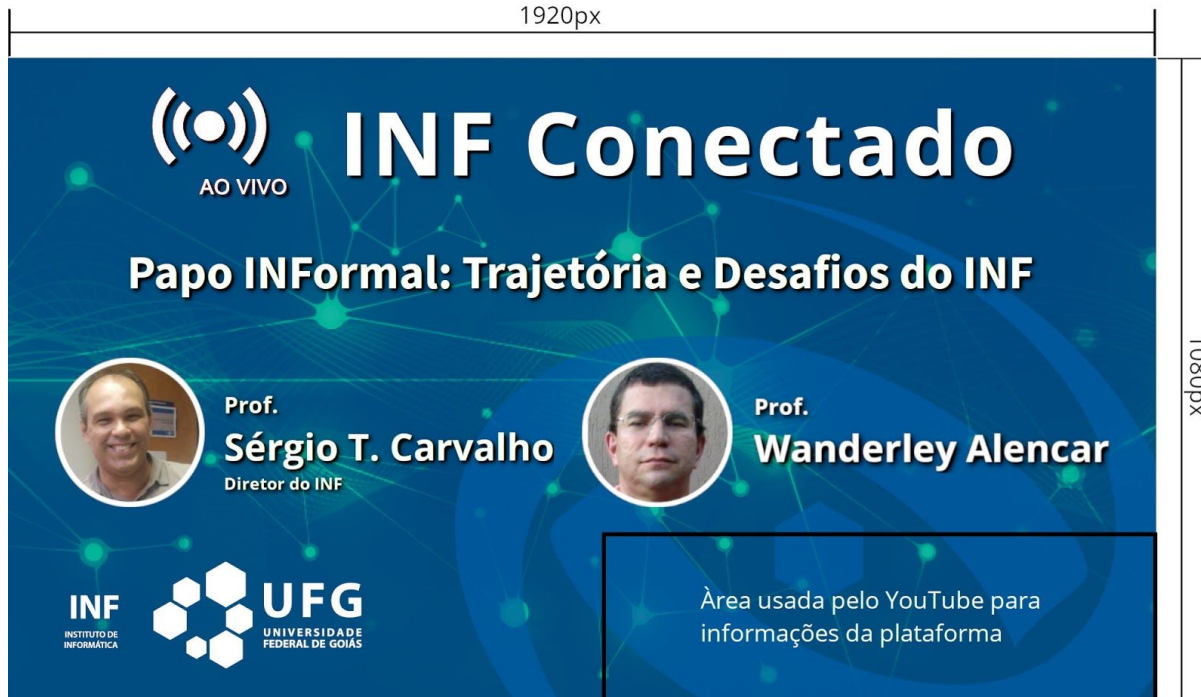 1920px
AO VIVO
INF Conectado
Papo INFormal: Trajetória e Desafios do INF
Prof.
Sérgio T. Carvalho
Diretor do INF
Prof.
Wanderley Alencar
1080px
INF
INSTITUTO DE
INFORMÁTICA
UFG
UNIVERSIDADE
FEDERAL DE GOIÁS
Àrea usada pelo YouTube para
informações da plataforma